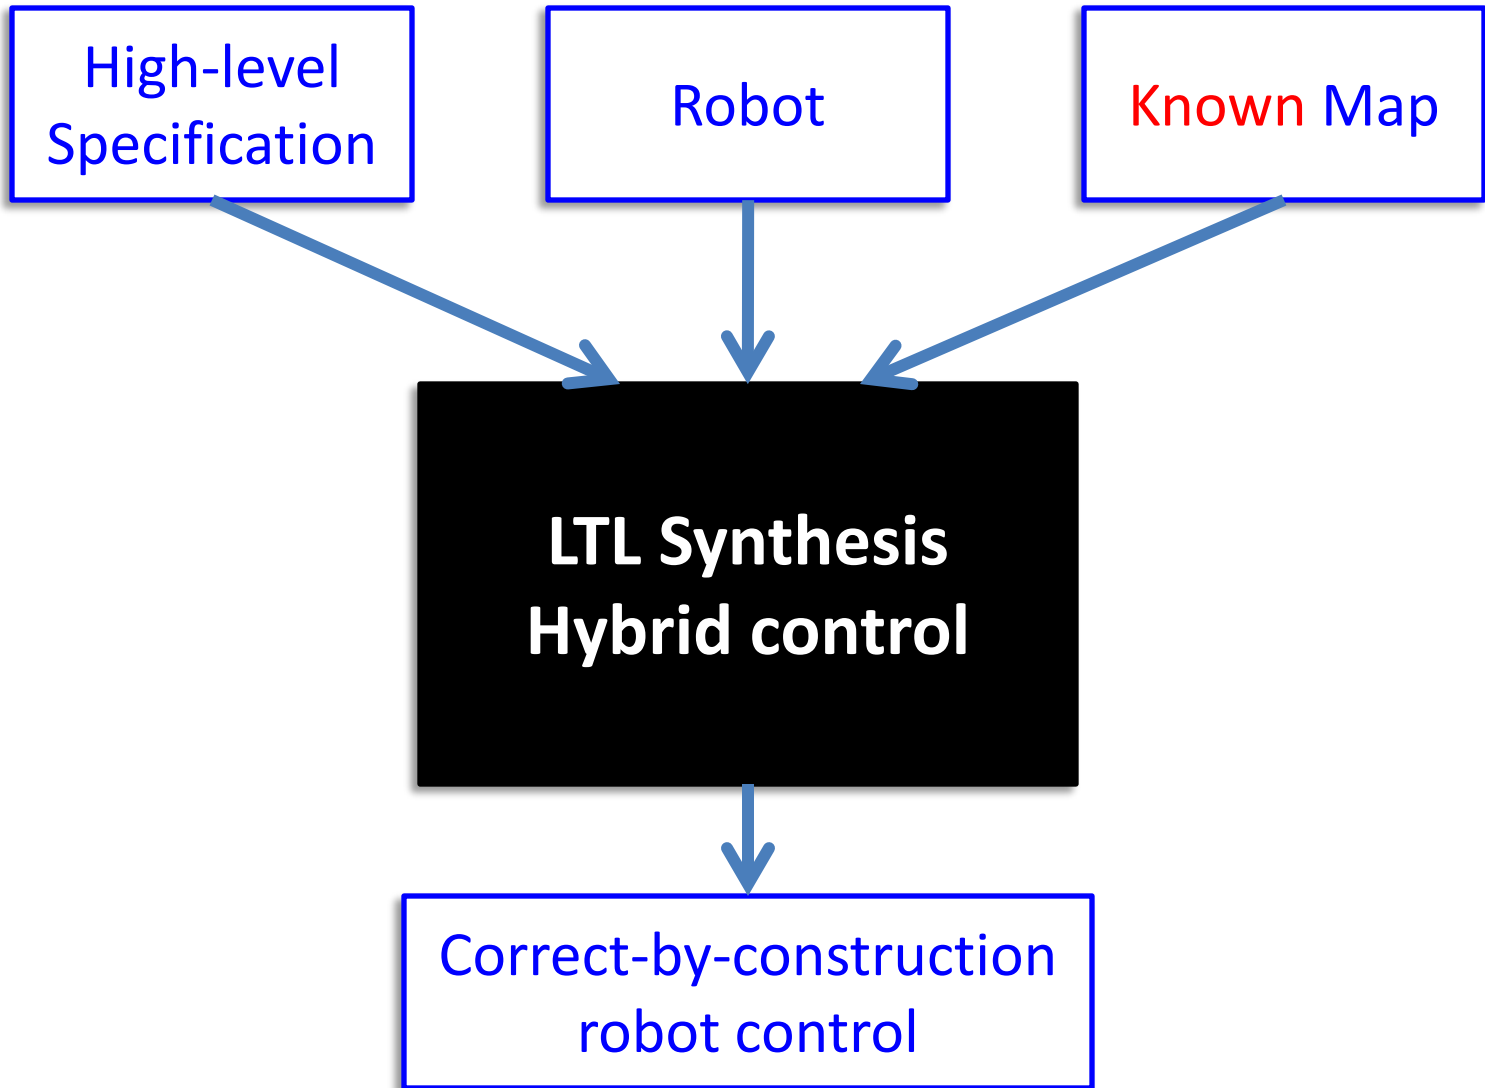 High-level
Specification
Robot
Known Map
LTL Synthesis
Hybrid control
Correct-by-construction
robot control